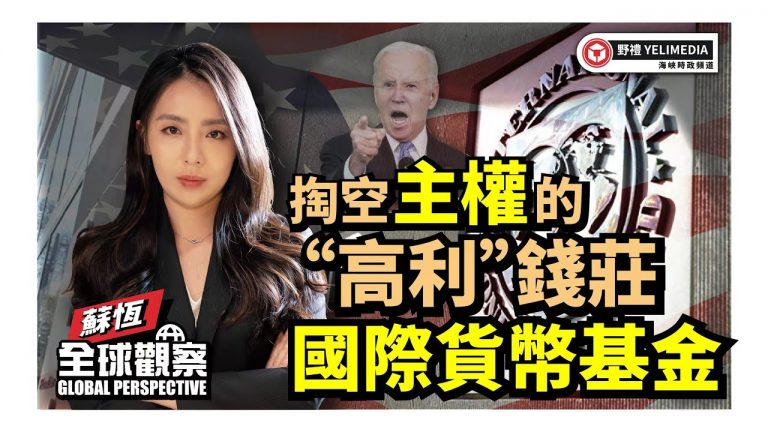 野禮 YELIMEDIA
海峽時政頻道
INTERNATIONAL
掏空主權的
“高利”錢莊
國際貨幣基金
蘇恆
全球觀察
GLOBAL PERSPECTIVE